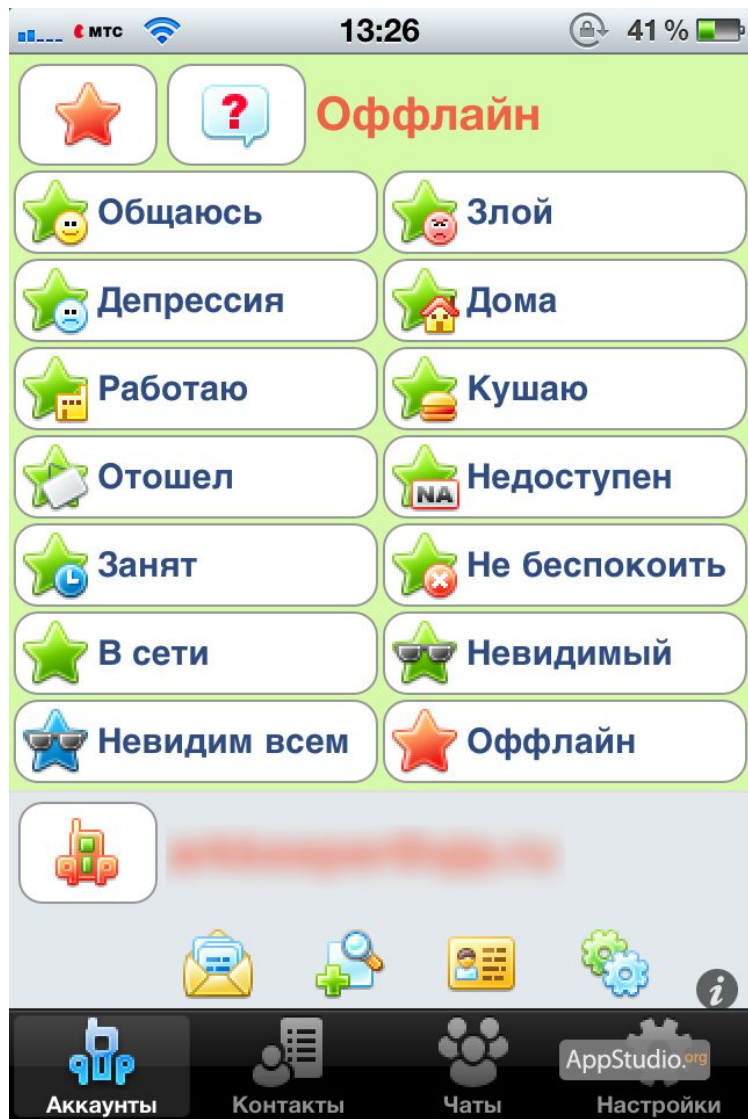 МТС 13:26 41 %
? Оффлайн
Общаюсь Злой
Депрессия Дома
Работаю Кушаю
Отошел NA Недоступен
Занят Не беспокоить
В сети Невидимый
Невидим всем Оффлайн
i
qip AppStudio.org
Аккаунты Контакты Чаты Настройки